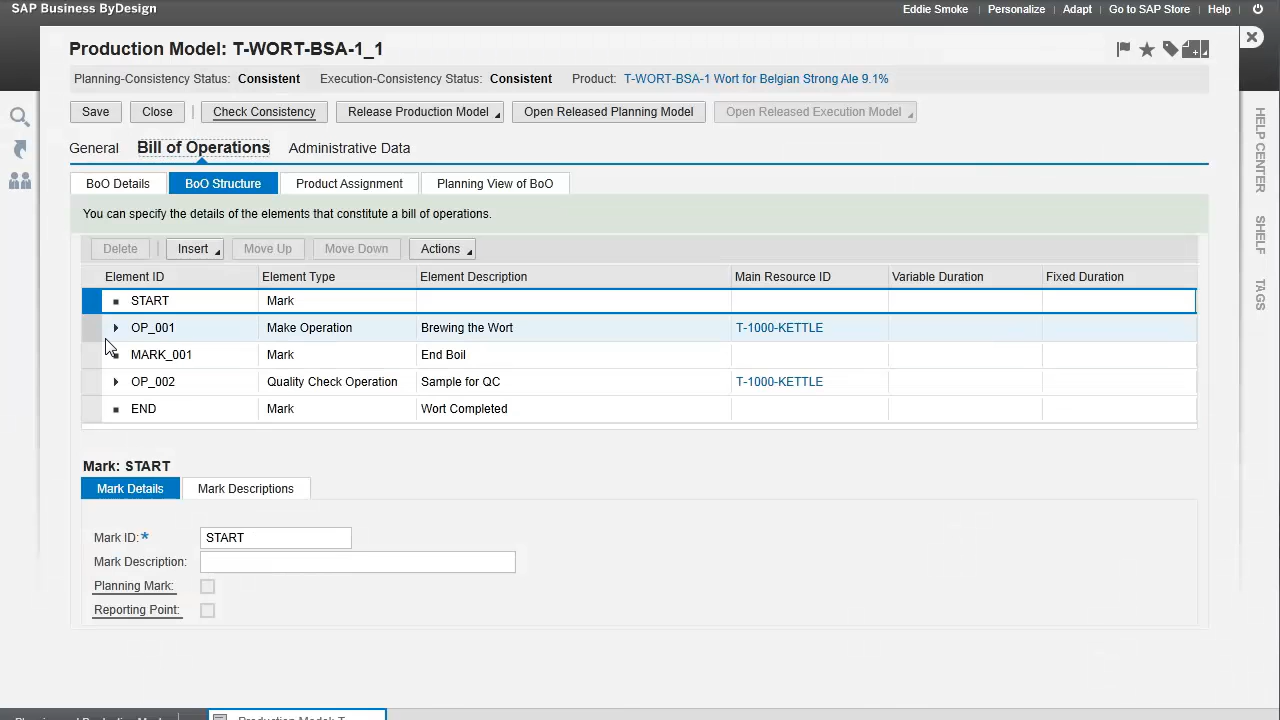 SAP Business ByDesign
Eddie Smoke Personalize Adapt Go to SAP Store Help
Production Model: T-WORT-BSA-1_1
Planning-Consistency Status: Consistent Execution-Consistency Status: Consistent Product: T-WORT-BSA-1 Wort for Belgian Strong Ale 9.1%
Save Close Check Consistency Release Production Model Open Released Planning Model Open Released Execution Model
General Bill of Operations Administrative Data
BoO Details BoO Structure Product Assignment Planning View of BoO
You can specify the details of the elements that constitute a bill of operations.
Delete Insert Move Up Move Down Actions
Element ID Element Type Element Description Main Resource ID Variable Duration Fixed Duration
START Mark
OP_001 Make Operation Brewing the Wort T-1000-KETTLE
MARK_001 Mark End Boil
OP_002 Quality Check Operation Sample for QC T-1000-KETTLE
END Mark Wort Completed
Mark: START
Mark Details Mark Descriptions
Mark ID:* START
Mark Description:
Planning Mark:
Reporting Point:
HELP CENTER
SHELF
TAGS
Production Model: T